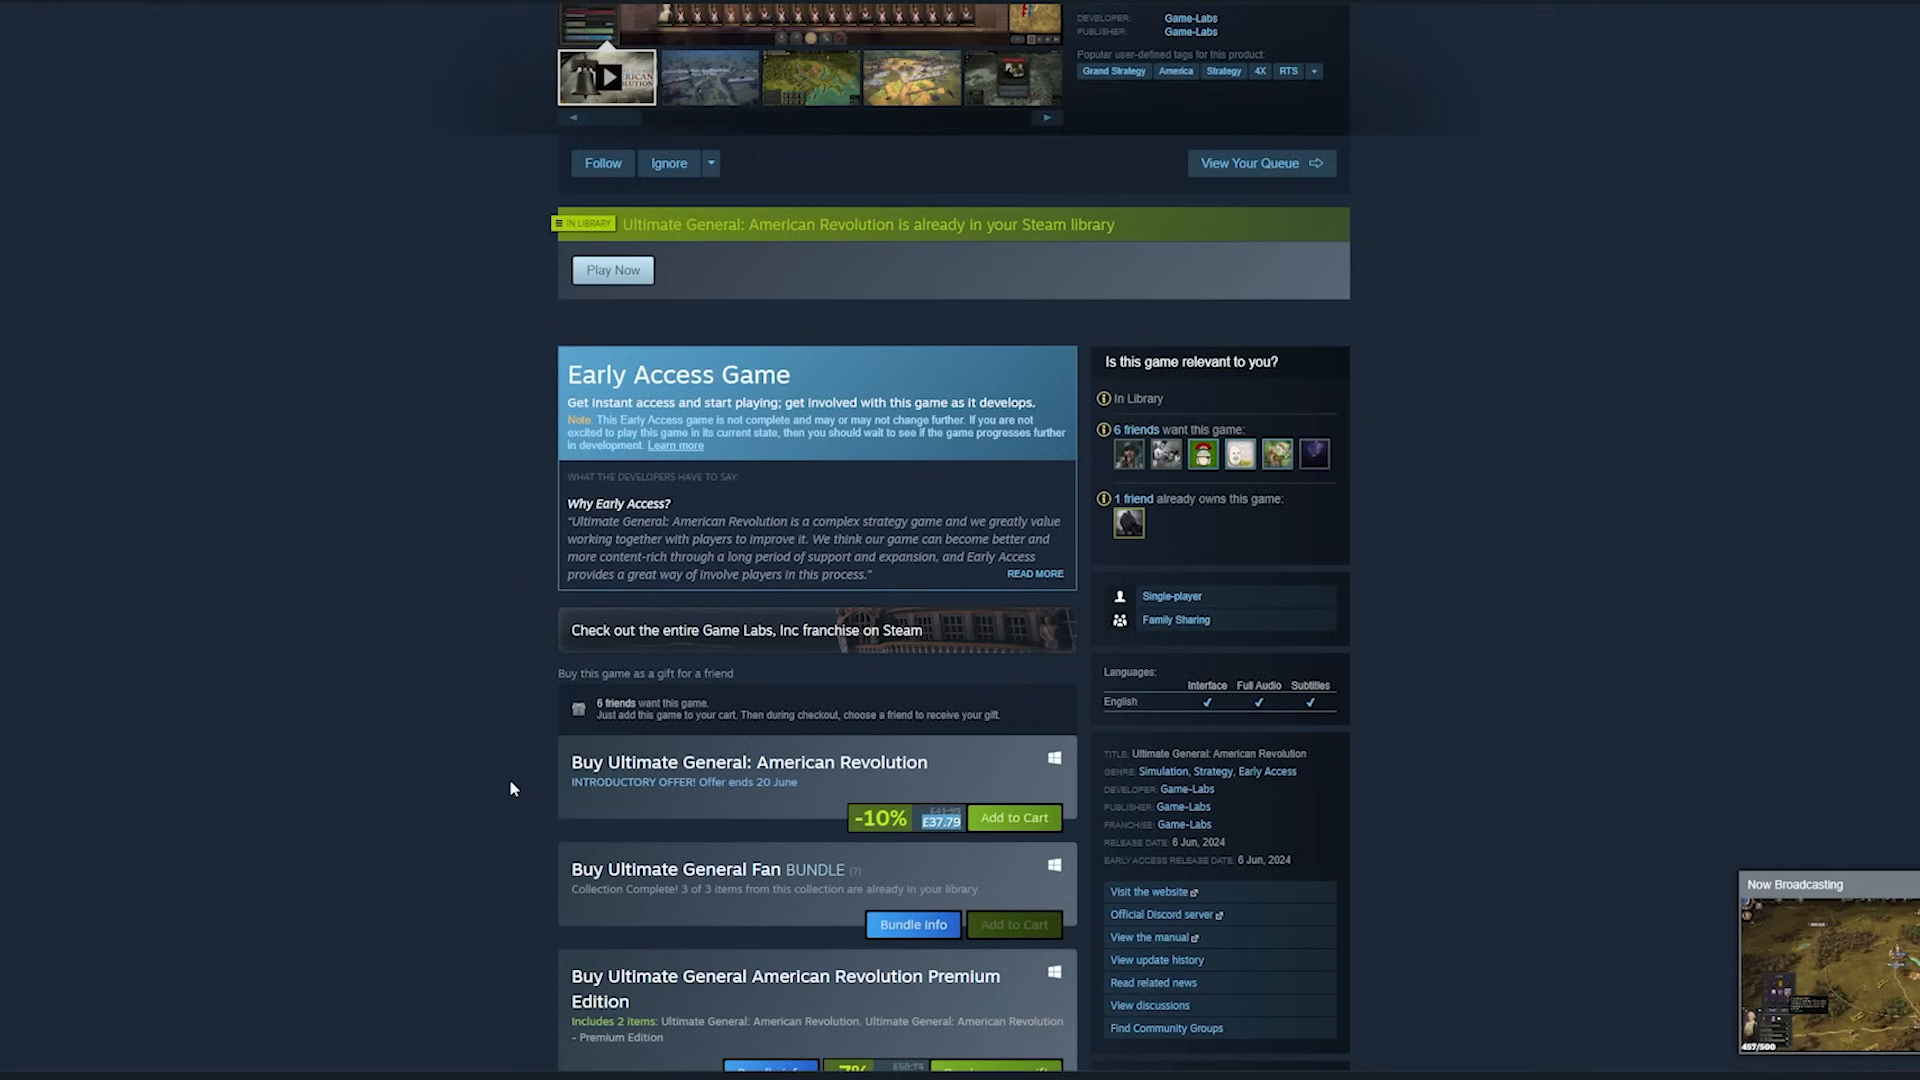 DEVELOPER: Game-Labs
PUBLISHER: Game-Labs
Popular user-defined tags for this product:
Grand Strategy America Strategy 4X RTS +
Follow Ignore View Your Queue
IN LIBRARY Ultimate General: American Revolution is already in your Steam library
Play Now
Early Access Game
Get instant access and start playing; get involved with this game as it develops.
Note: This Early Access game is not complete and may or may not change further. If you are not
excited to play this game in its current state, then you should wait to see if the game progresses further
in development. Learn more
WHAT THE DEVELOPERS HAVE TO SAY:
Why Early Access?
“Ultimate General: American Revolution is a complex strategy game and we greatly value
working together with players to improve it. We think our game can become better and
more content-rich through a long period of support and expansion, and Early Access
provides a great way of involve players in this process.”
READ MORE
Check out the entire Game Labs, Inc franchise on Steam
Buy this game as a gift for a friend
6 friends want this game.
Just add this game to your cart. Then during checkout, choose a friend to receive your gift.
Buy Ultimate General: American Revolution
INTRODUCTORY OFFER! Offer ends 20 June
-10% £41.99 £37.79 Add to Cart
Buy Ultimate General Fan BUNDLE (?)
Collection Complete! 3 of 3 items from this collection are already in your library.
Bundle info Add to Cart
Buy Ultimate General American Revolution Premium
Edition
Includes 2 items: Ultimate General: American Revolution, Ultimate General: American Revolution
- Premium Edition
Is this game relevant to you?
In Library
6 friends want this game:
1 friend already owns this game:
Single-player
Family Sharing
Languages:
Interface Full Audio Subtitles
English ✔ ✔ ✔
TITLE: Ultimate General: American Revolution
GENRE: Simulation, Strategy, Early Access
DEVELOPER: Game-Labs
PUBLISHER: Game-Labs
FRANCHISE: Game-Labs
RELEASE DATE: 6 Jun, 2024
EARLY ACCESS RELEASE DATE: 6 Jun, 2024
Visit the website
Official Discord server
View the manual
View update history
Read related news
View discussions
Find Community Groups
Now Broadcasting
457/500